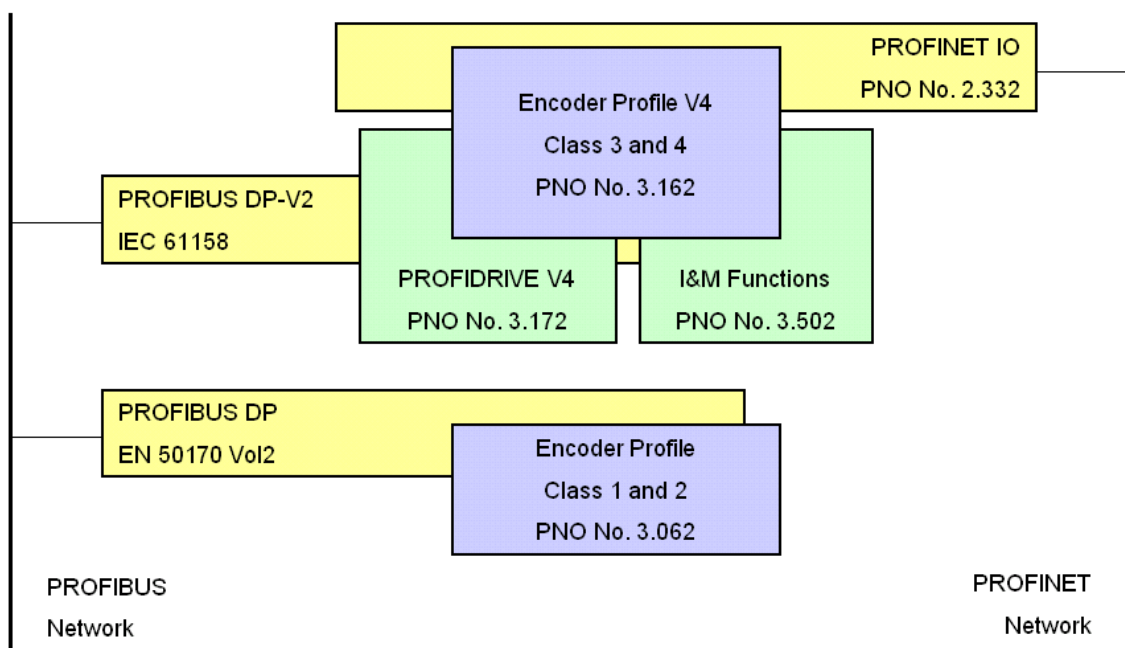 PROFINET IO
PNO No. 2.332
Encoder Profile V4
Class 3 and 4
PNO No. 3.162
PROFIBUS DP-V2
IEC 61158
PROFIDRIVE V4
PNO No. 3.172
I&M Functions
PNO No. 3.502
PROFIBUS DP
EN 50170 Vol2
Encoder Profile
Class 1 and 2
PNO No. 3.062
PROFIBUS
Network
PROFINET
Network